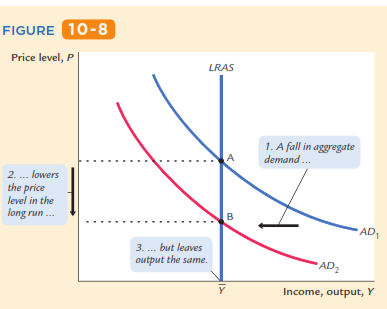 FIGURE 10-8
Price level, P
LRAS
A
1. A fall in aggregate
demand ...
2. ... lowers
the price
level in the
long run ...
B
AD1
3. ... but leaves
output the same.
AD2
Y̅
Income, output, Y